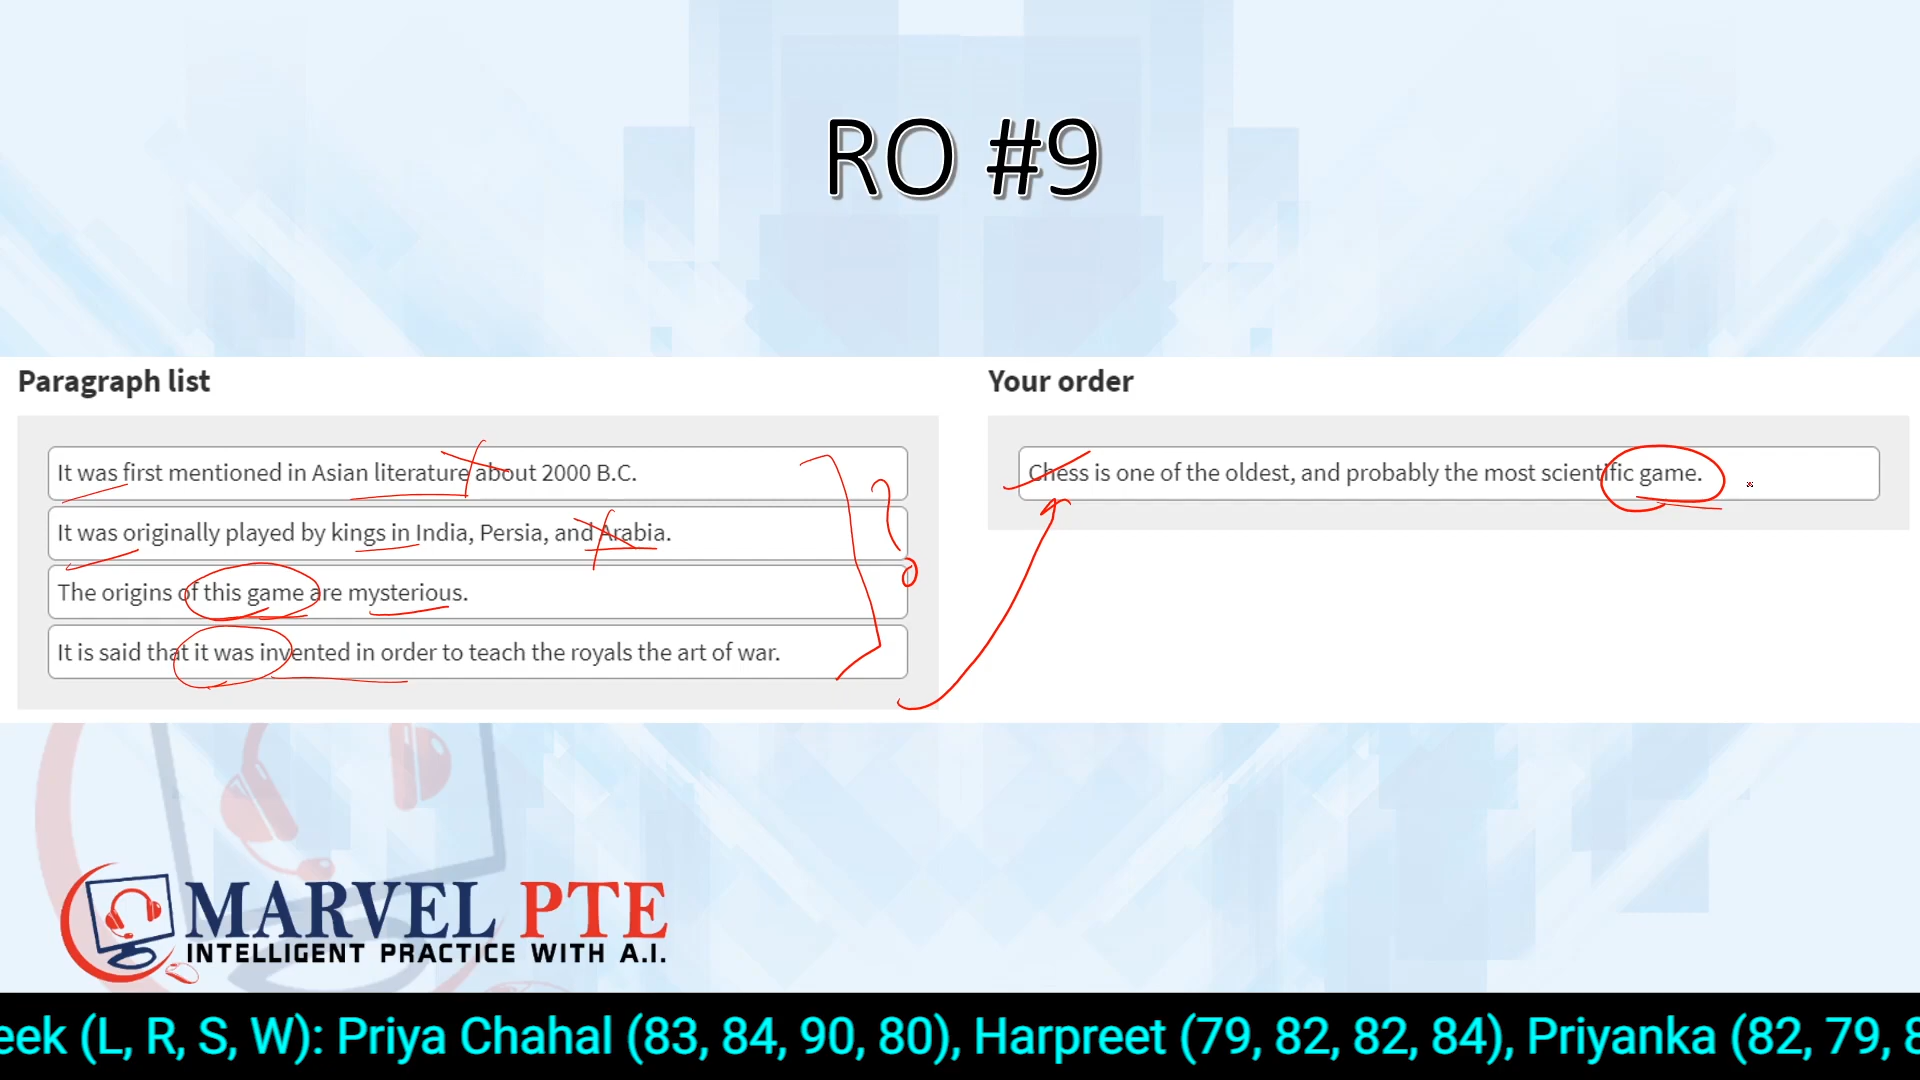 RO #9
Paragraph list
It was first mentioned in Asian literature about 2000 B.C.
It was originally played by kings in India, Persia, and Arabia.
The origins of this game are mysterious.
It is said that it was invented in order to teach the royals the art of war.
Your order
Chess is one of the oldest, and probably the most scientific game.
MARVEL PTE
INTELLIGENT PRACTICE WITH A.I.
eek (L, R, S, W): Priya Chahal (83, 84, 90, 80), Harpreet (79, 82, 82, 84), Priyanka (82, 79, 8